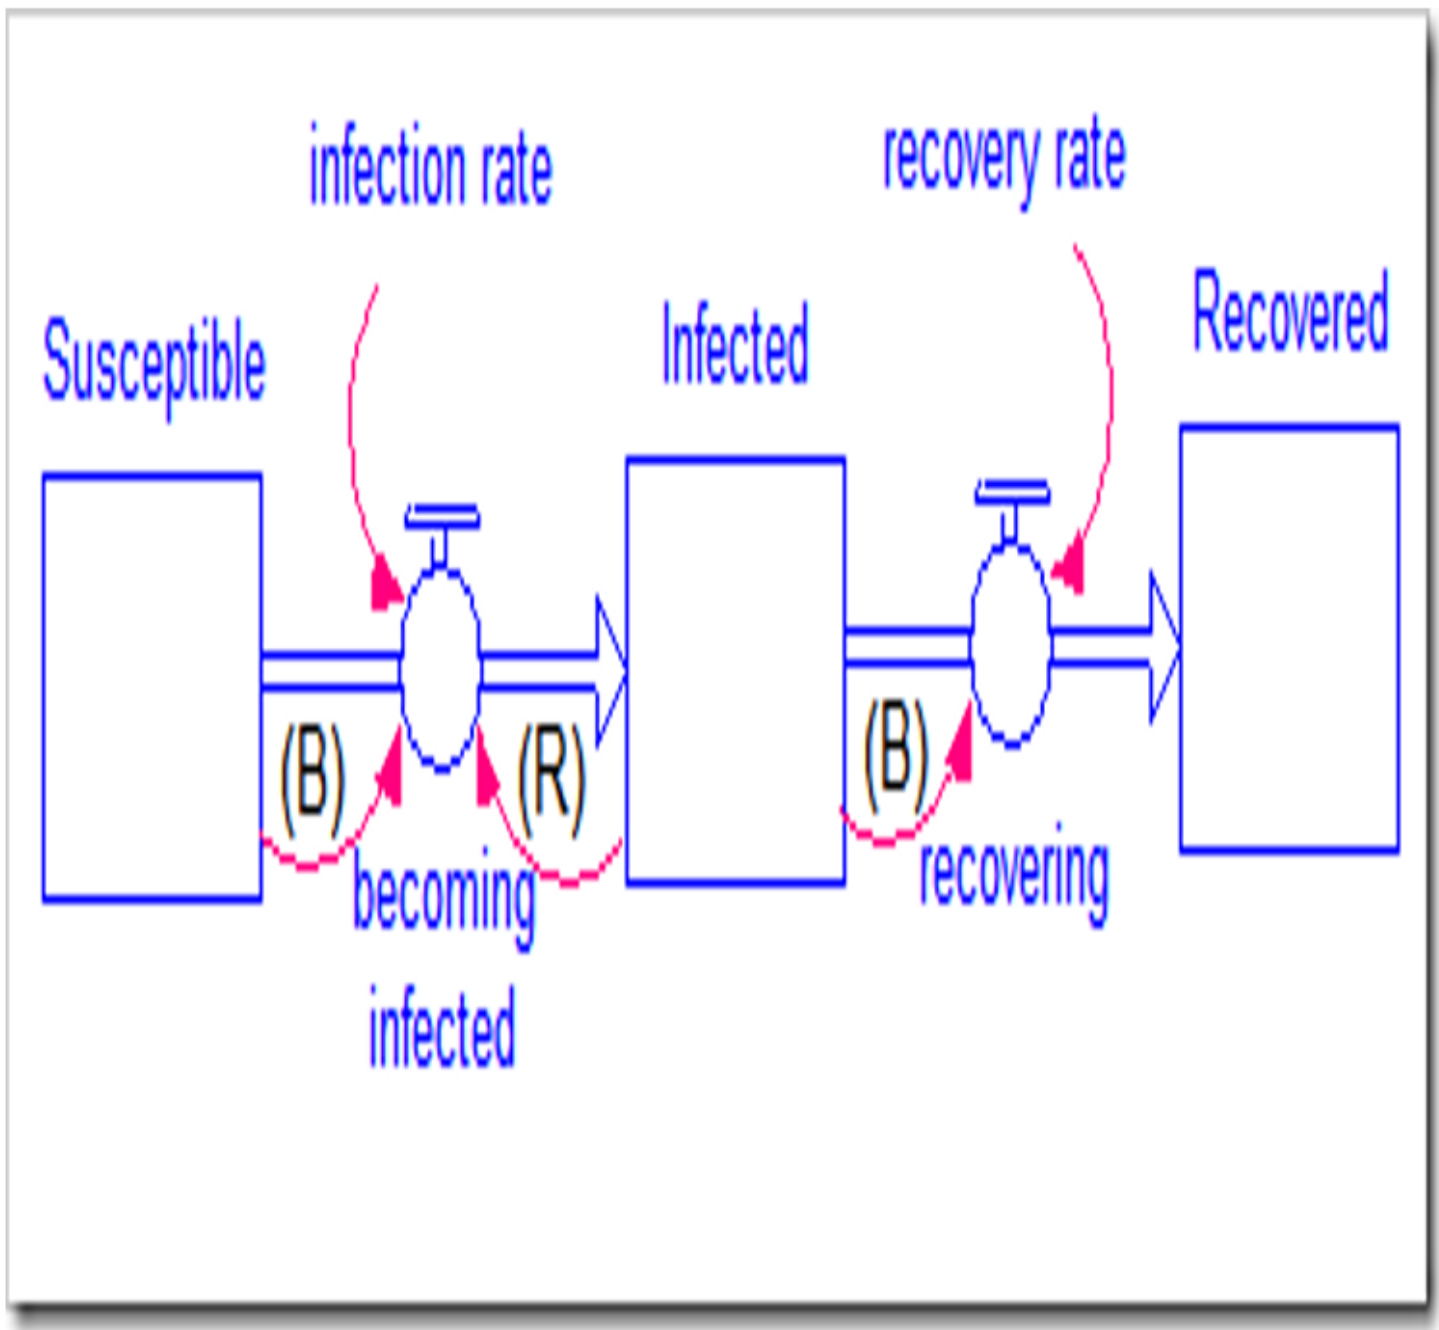 infection rate
recovery rate
Susceptible
Infected
Recovered
(B)
(R)
(B)
becoming
infected
recovering